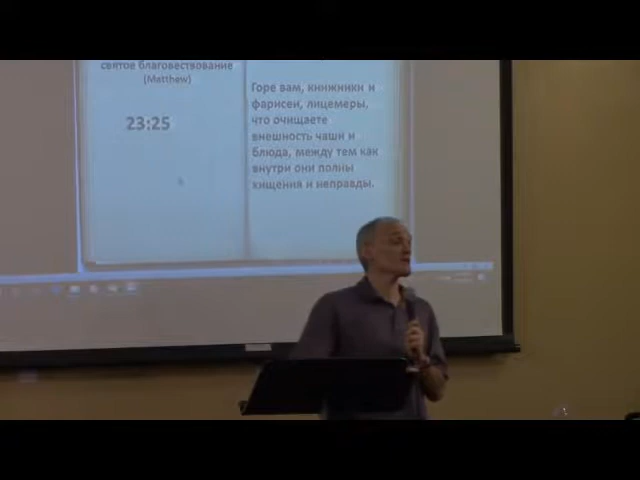 святое благовествование
(Matthew)
23:25
Горе вам, книжники и
фарисеи, лицемеры,
что очищаете
внешность чаши и
блюда, между тем как
внутри они полны
хищения и неправды.